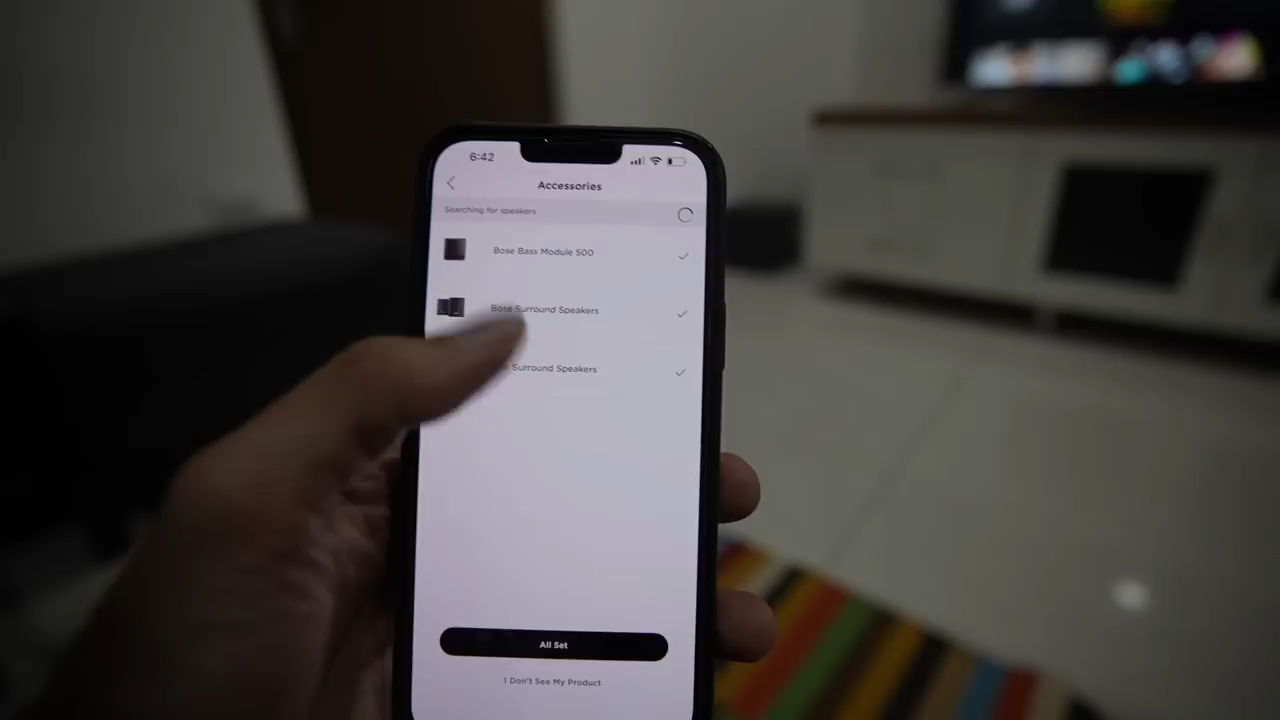 6:42
Accessories
Searching for speakers
Bose Bass Module 500
Bose Surround Speakers
Surround Speakers
All Set
I Don't See My Product